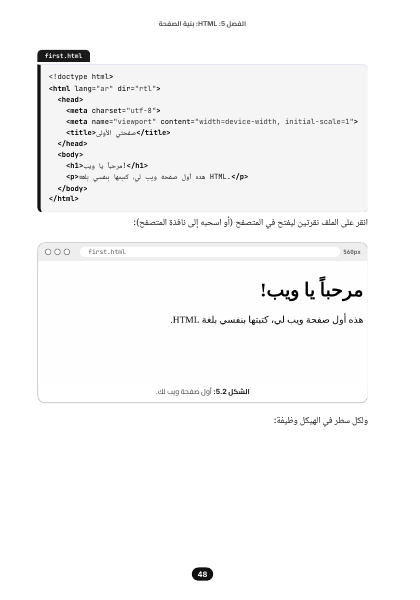 الفصل 5: HTML: بنية الصفحة
first.html
<!doctype html>
<html lang="ar" dir="rtl">
<head>
<meta charset="utf-8">
<meta name="viewport" content="width=device-width, initial-scale=1">
<title>صفحتي الأولى</title>
</head>
<body>
<h1>مرحباً يا ويب!</h1>
<p>هذه أول صفحة ويب لي، كتبتها بنفسي بلغة HTML.</p>
</body>
</html>
انقر على الملف نقرتين ليفتح في المتصفح (أو اسحبه إلى نافذة المتصفح):
first.html
560px
مرحباً يا ويب!
هذه أول صفحة ويب لي، كتبتها بنفسي بلغة HTML.
الشكل 5.2: أول صفحة ويب لك.
ولكل سطر في الهيكل وظيفة:
48